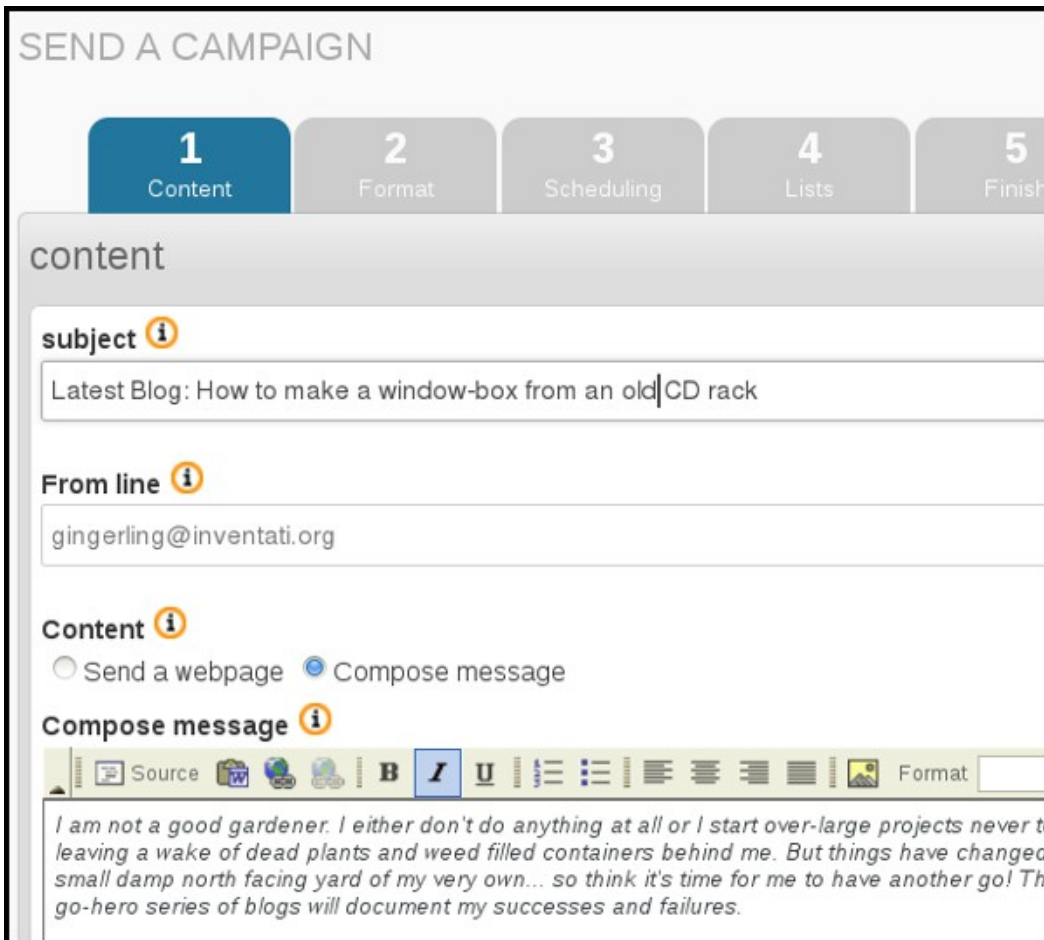 SEND A CAMPAIGN
1 2 3 4 5
Content Format Scheduling Lists Finish
content
subject
Latest Blog: How to make a window-box from an old CD rack
From line
gingerling@inventati.org
Content
Send a webpage Compose message
Compose message
Source B I U Format
I am not a good gardener. I either don't do anything at all or I start over-large projects never t
leaving a wake of dead plants and weed filled containers behind me. But things have changed
small damp north facing yard of my very own... so think it's time for me to have another go! Th
go-hero series of blogs will document my successes and failures.